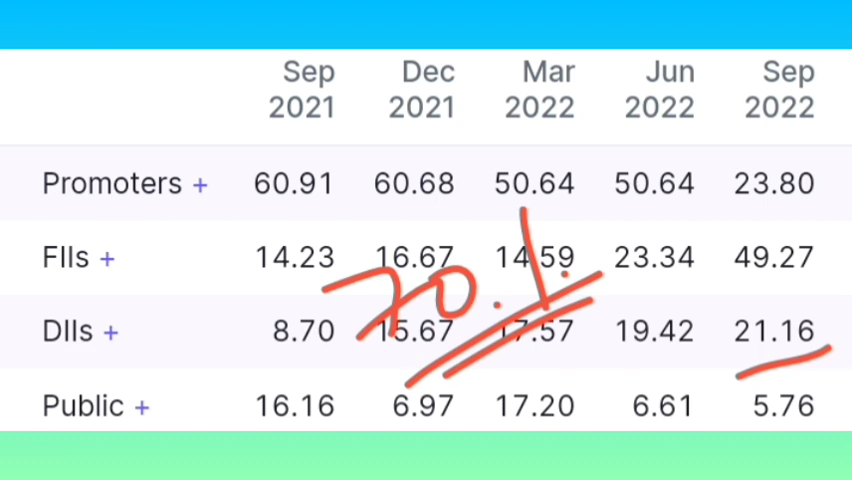 Sep Dec Mar Jun Sep
2021 2021 2022 2022 2022
Promoters + 60.91 60.68 50.64 50.64 23.80
FIIs + 14.23 16.67 14.59 23.34 49.27
DIIs + 8.70 15.67 17.57 19.42 21.16
Public + 16.16 6.97 17.20 6.61 5.76
70%